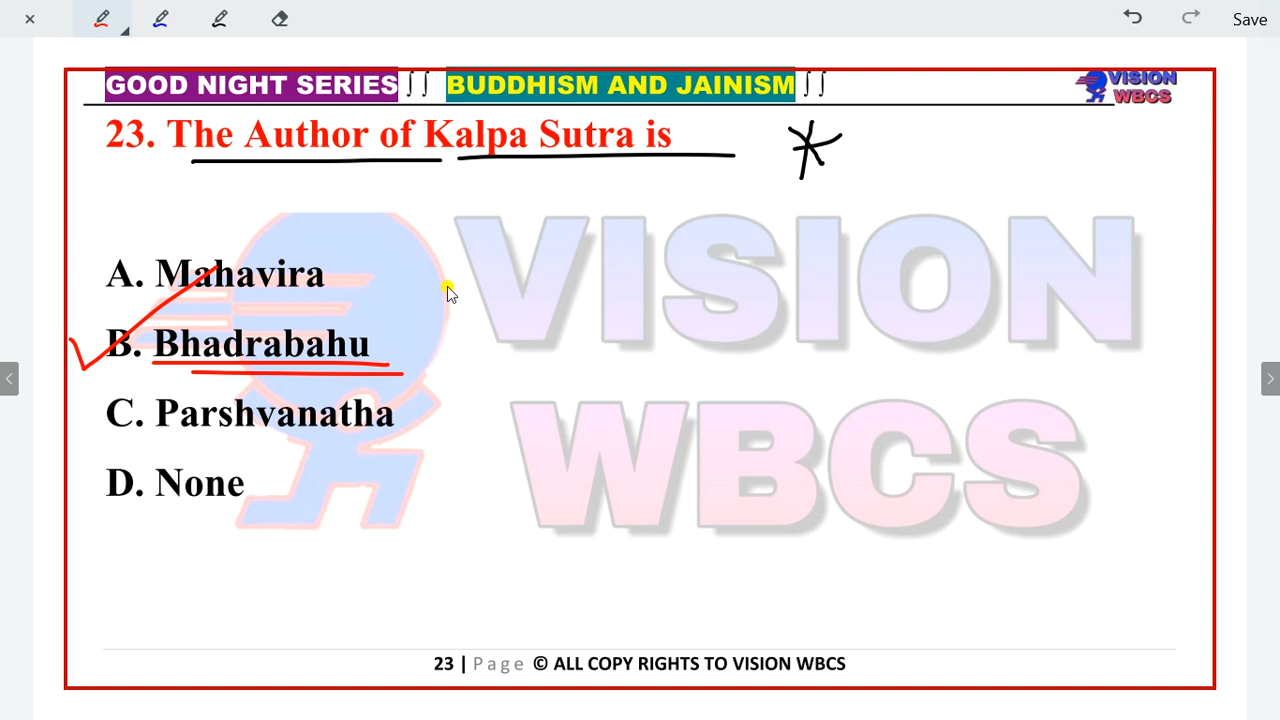 Save
GOOD NIGHT SERIES∫∫ BUDDHISM AND JAINISM∫∫
VISION
WBCS
23. The Author of Kalpa Sutra is
VISION
WBCS
A. Mahavira
B. Bhadrabahu
C. Parshvanatha
D. None
23 | Page © ALL COPY RIGHTS TO VISION WBCS